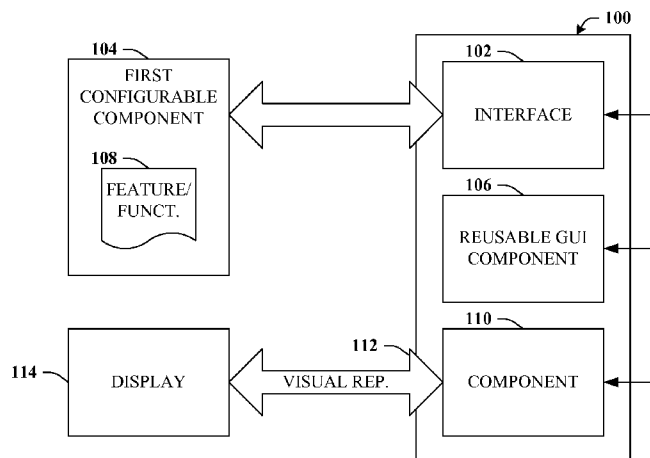 100
104
FIRST
CONFIGURABLE
COMPONENT
108
FEATURE/
FUNCT.
102
INTERFACE
106
REUSABLE GUI
COMPONENT
110
COMPONENT
112
VISUAL REP.
114
DISPLAY